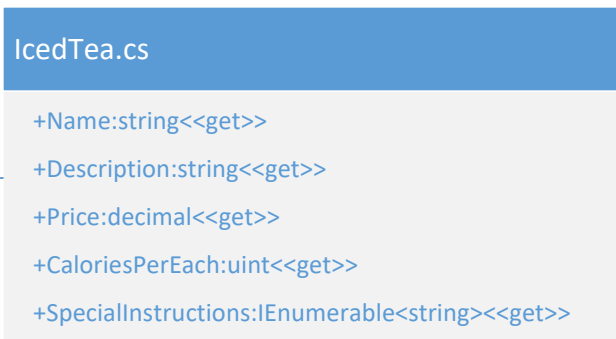 IcedTea.cs
+Name:string<<get>>
+Description:string<<get>>
+Price:decimal<<get>>
+CaloriesPerEach:uint<<get>>
+SpecialInstructions:IEnumerable<string><<get>>